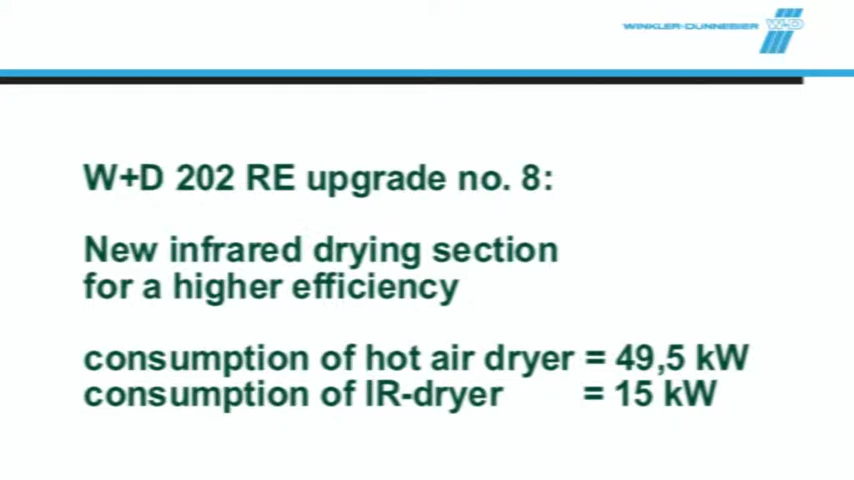 WINKLER+DÜNNEBIER W+D
W+D 202 RE upgrade no. 8:
New infrared drying section
for a higher efficiency
consumption of hot air dryer = 49,5 kW
consumption of IR-dryer = 15 kW